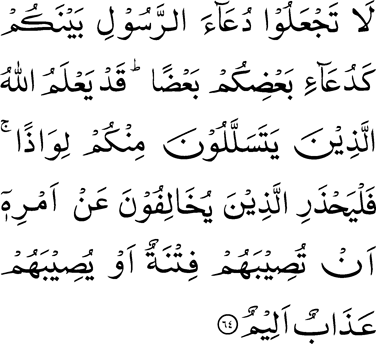 لَا تَجۡعَلُوۡا دُعَآءَ الرَّسُوۡلِ بَيۡنَكُمۡ
كَدُعَآءِ بَعۡضِكُمۡ بَعۡضًا‌ ؕ قَدۡ يَعۡلَمُ اللّٰهُ
الَّذِيۡنَ يَتَسَلَّلُوۡنَ مِنۡكُمۡ لِوَاذًا‌ ۚ
فَلۡيَحۡذَرِ الَّذِيۡنَ يُخَالِفُوۡنَ عَنۡ اَمۡرِهٖۤ
اَنۡ تُصِيۡبَهُمۡ فِتۡنَةٌ اَوۡ يُصِيۡبَهُمۡ
عَذَابٌ اَ لِيۡمٌ ﴿۶۴﴾